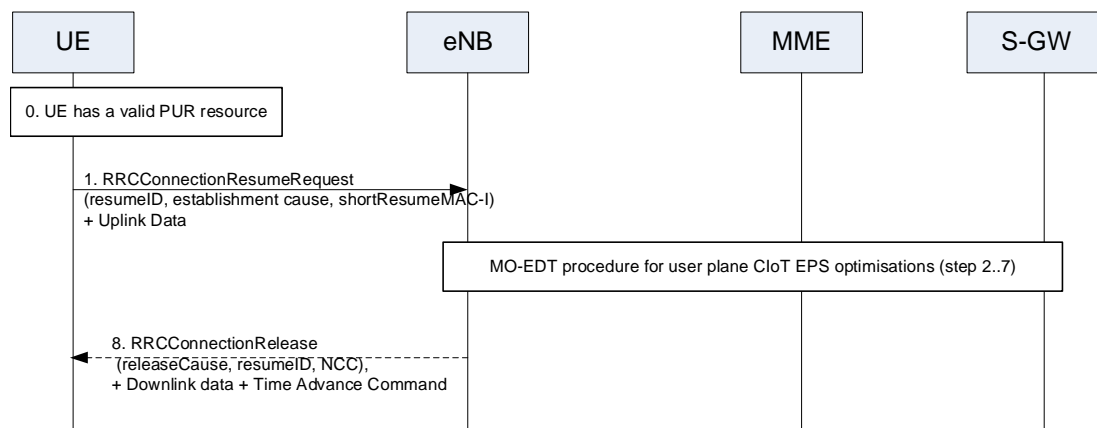 UE
eNB
MME
S-GW
0. UE has a valid PUR resource
1. RRCConnectionResumeRequest
(resumeID, establishment cause, shortResumeMAC-I)
+ Uplink Data
MO-EDT procedure for user plane CIoT EPS optimisations (step 2..7)
8. RRCConnectionRelease
(releaseCause, resumeID, NCC),
+ Downlink data + Time Advance Command